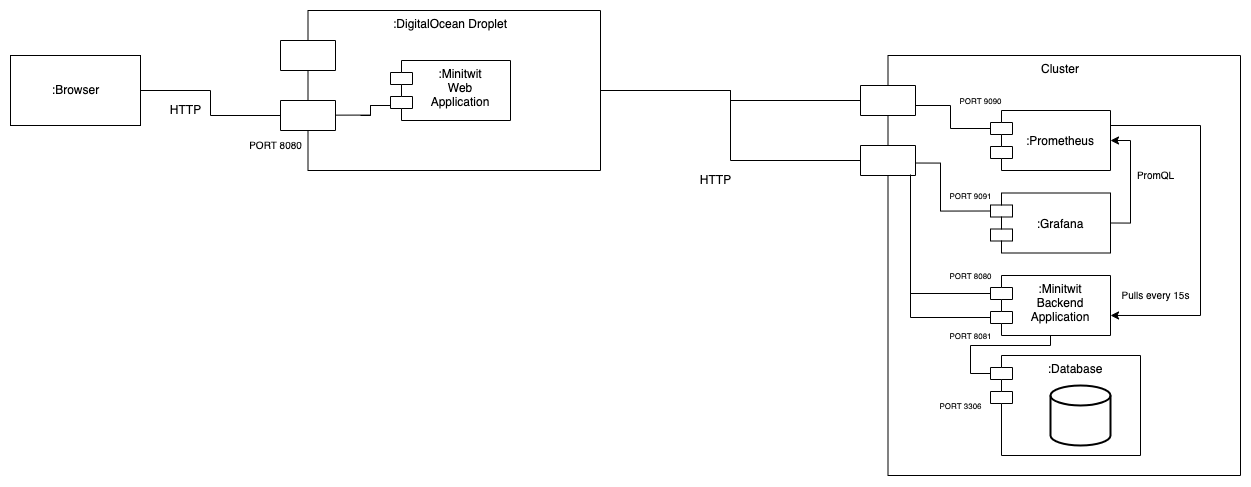 :DigitalOcean Droplet
:Browser
HTTP
PORT 8080
:Minitwit
Web
Application
HTTP
Cluster
PORT 9090
:Prometheus
PromQL
PORT 9091
:Grafana
PORT 8080
:Minitwit
Backend
Application
Pulls every 15s
PORT 8081
:Database
PORT 3306